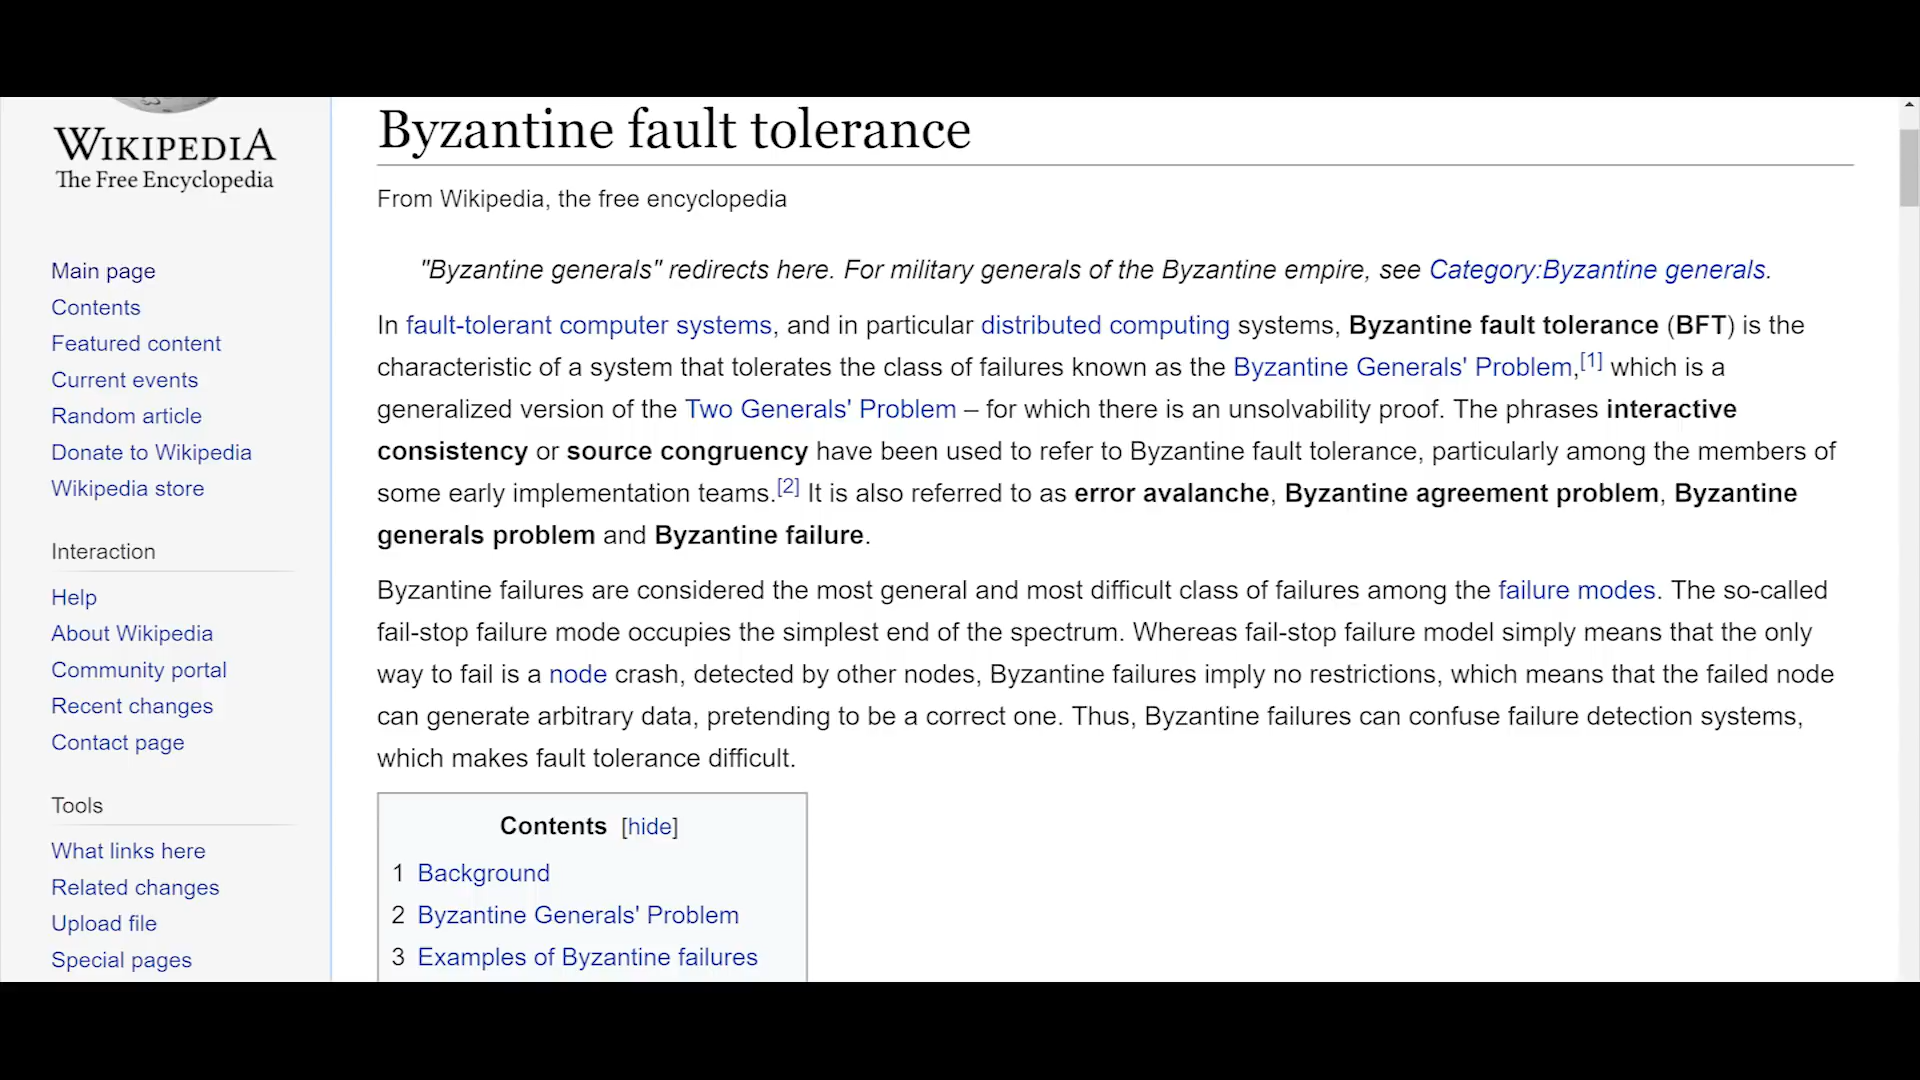 WIKIPEDIA
The Free Encyclopedia
Main page
Contents
Featured content
Current events
Random article
Donate to Wikipedia
Wikipedia store
Interaction
Help
About Wikipedia
Community portal
Recent changes
Contact page
Tools
What links here
Related changes
Upload file
Special pages
Byzantine fault tolerance
From Wikipedia, the free encyclopedia
"Byzantine generals" redirects here. For military generals of the Byzantine empire, see Category:Byzantine generals.
In fault-tolerant computer systems, and in particular distributed computing systems, Byzantine fault tolerance (BFT) is the
characteristic of a system that tolerates the class of failures known as the Byzantine Generals' Problem,[1] which is a
generalized version of the Two Generals' Problem – for which there is an unsolvability proof. The phrases interactive
consistency or source congruency have been used to refer to Byzantine fault tolerance, particularly among the members of
some early implementation teams.[2] It is also referred to as error avalanche, Byzantine agreement problem, Byzantine
generals problem and Byzantine failure.
Byzantine failures are considered the most general and most difficult class of failures among the failure modes. The so-called
fail-stop failure mode occupies the simplest end of the spectrum. Whereas fail-stop failure model simply means that the only
way to fail is a node crash, detected by other nodes, Byzantine failures imply no restrictions, which means that the failed node
can generate arbitrary data, pretending to be a correct one. Thus, Byzantine failures can confuse failure detection systems,
which makes fault tolerance difficult.
Contents [hide]
1 Background
2 Byzantine Generals' Problem
3 Examples of Byzantine failures